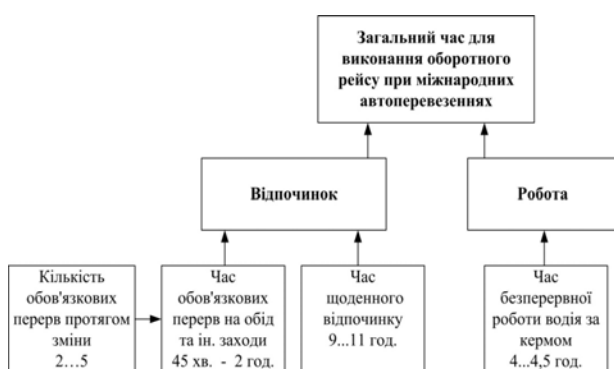 Загальний час для
виконання оборотного
рейсу при міжнародних
автоперевезеннях
Відпочинок
Робота
Кількість
обов'язкових
перерв протягом
зміни
2…5
Час
обов'язкових
перерв на обід
та ін. заходи
45 хв. - 2 год.
Час
щоденного
відпочинку
9...11 год.
Час
безперервної
роботи водія за
кермом
4...4,5 год.